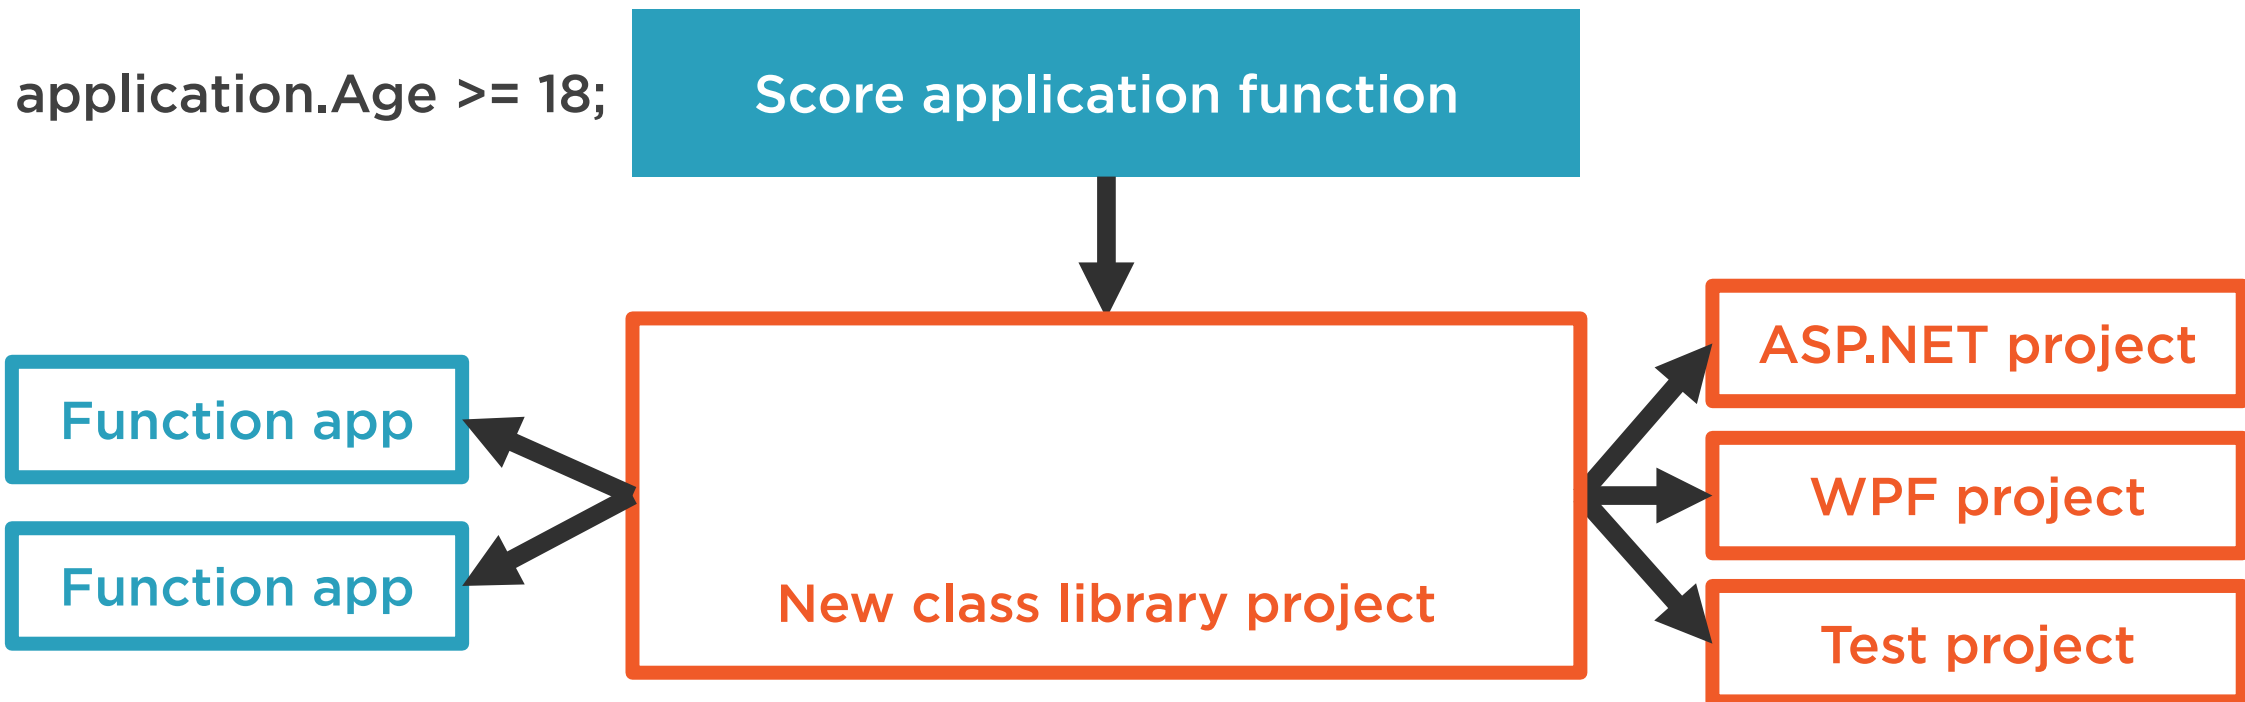 application.Age >= 18;
Score application function
Function app
Function app
New class library project
ASP.NET project
WPF project
Test project